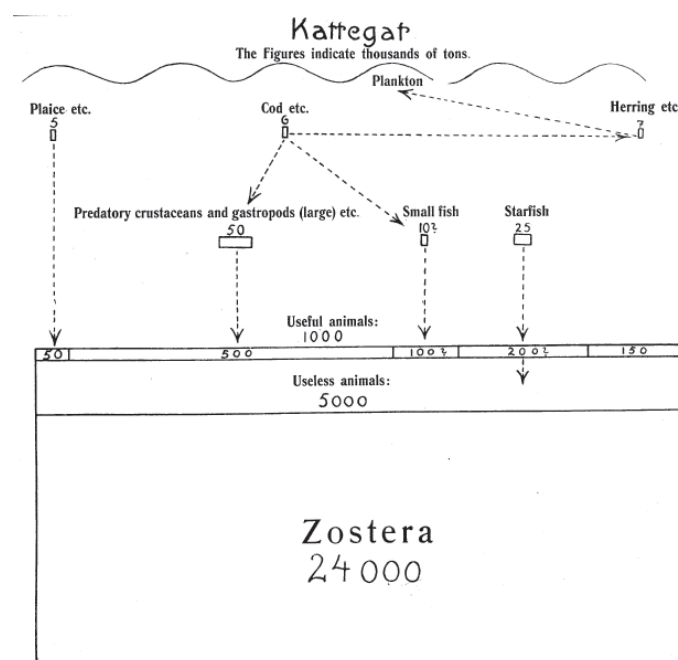 Kattegat
The Figures indicate thousands of tons.
Plankton
Plaice etc.
5
Cod etc.
6
Herring etc
7
Predatory crustaceans and gastropods (large) etc.
50
Small fish
10?
Starfish
25
Useful animals:
1000
50 500 100? 200? 150
Useless animals:
5000
Zostera
24000